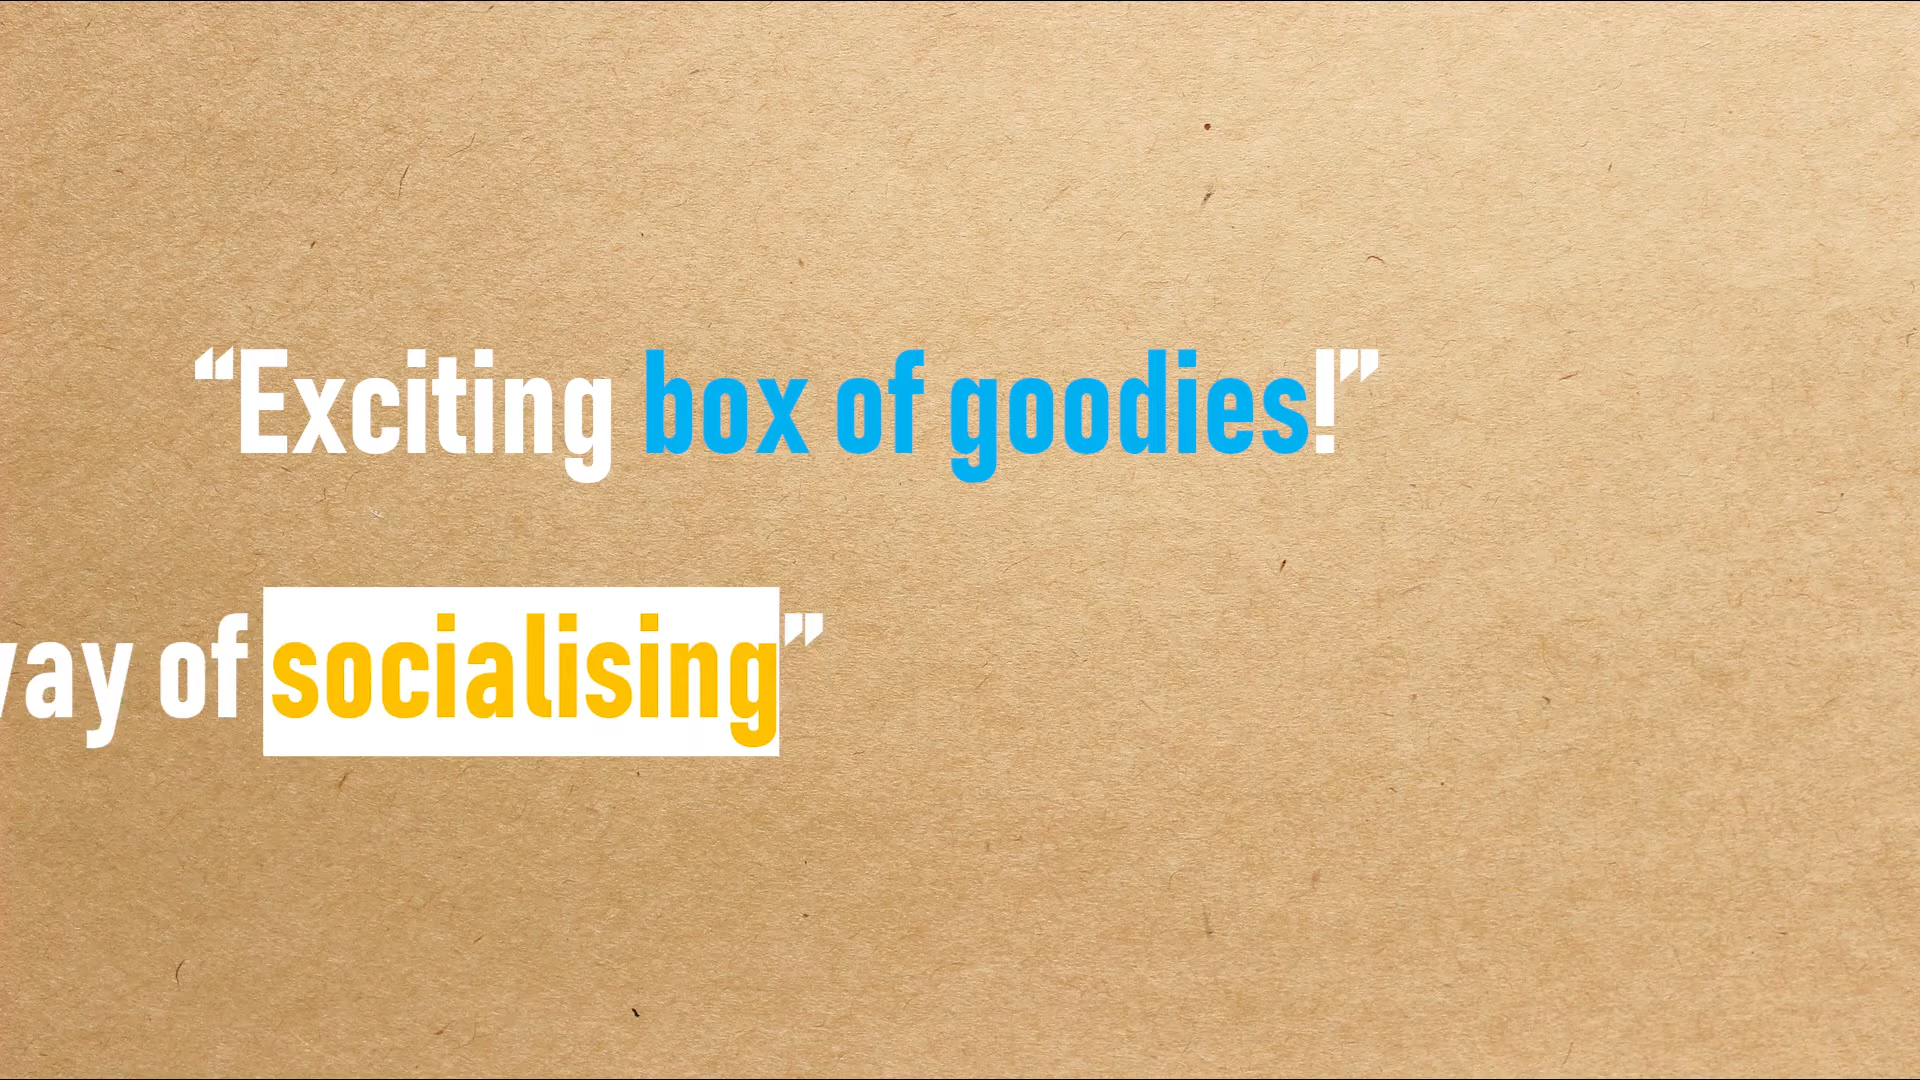 “Exciting box of goodies!”
of socialising”